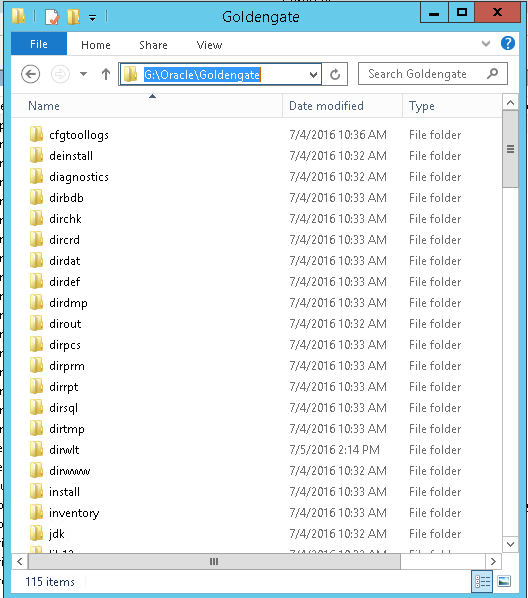 Goldengate
File Home Share View
G:\Oracle\Goldengate Search Goldengate
Name Date modified Type
cfgtoollogs 7/4/2016 10:36 AM File folder
deinstall 7/4/2016 10:32 AM File folder
diagnostics 7/4/2016 10:32 AM File folder
dirbdb 7/4/2016 10:33 AM File folder
dirchk 7/4/2016 10:33 AM File folder
dircrd 7/4/2016 10:33 AM File folder
dirdat 7/4/2016 10:32 AM File folder
dirdef 7/4/2016 10:33 AM File folder
dirdmp 7/4/2016 10:33 AM File folder
dirout 7/4/2016 10:32 AM File folder
dirpcs 7/4/2016 10:33 AM File folder
dirprm 7/4/2016 10:33 AM File folder
dirrpt 7/4/2016 10:33 AM File folder
dirsql 7/4/2016 10:33 AM File folder
dirtmp 7/4/2016 10:33 AM File folder
dirwlt 7/5/2016 2:14 PM File folder
dirwww 7/4/2016 10:32 AM File folder
install 7/4/2016 10:33 AM File folder
inventory 7/4/2016 10:33 AM File folder
jdk 7/4/2016 10:32 AM File folder
115 items